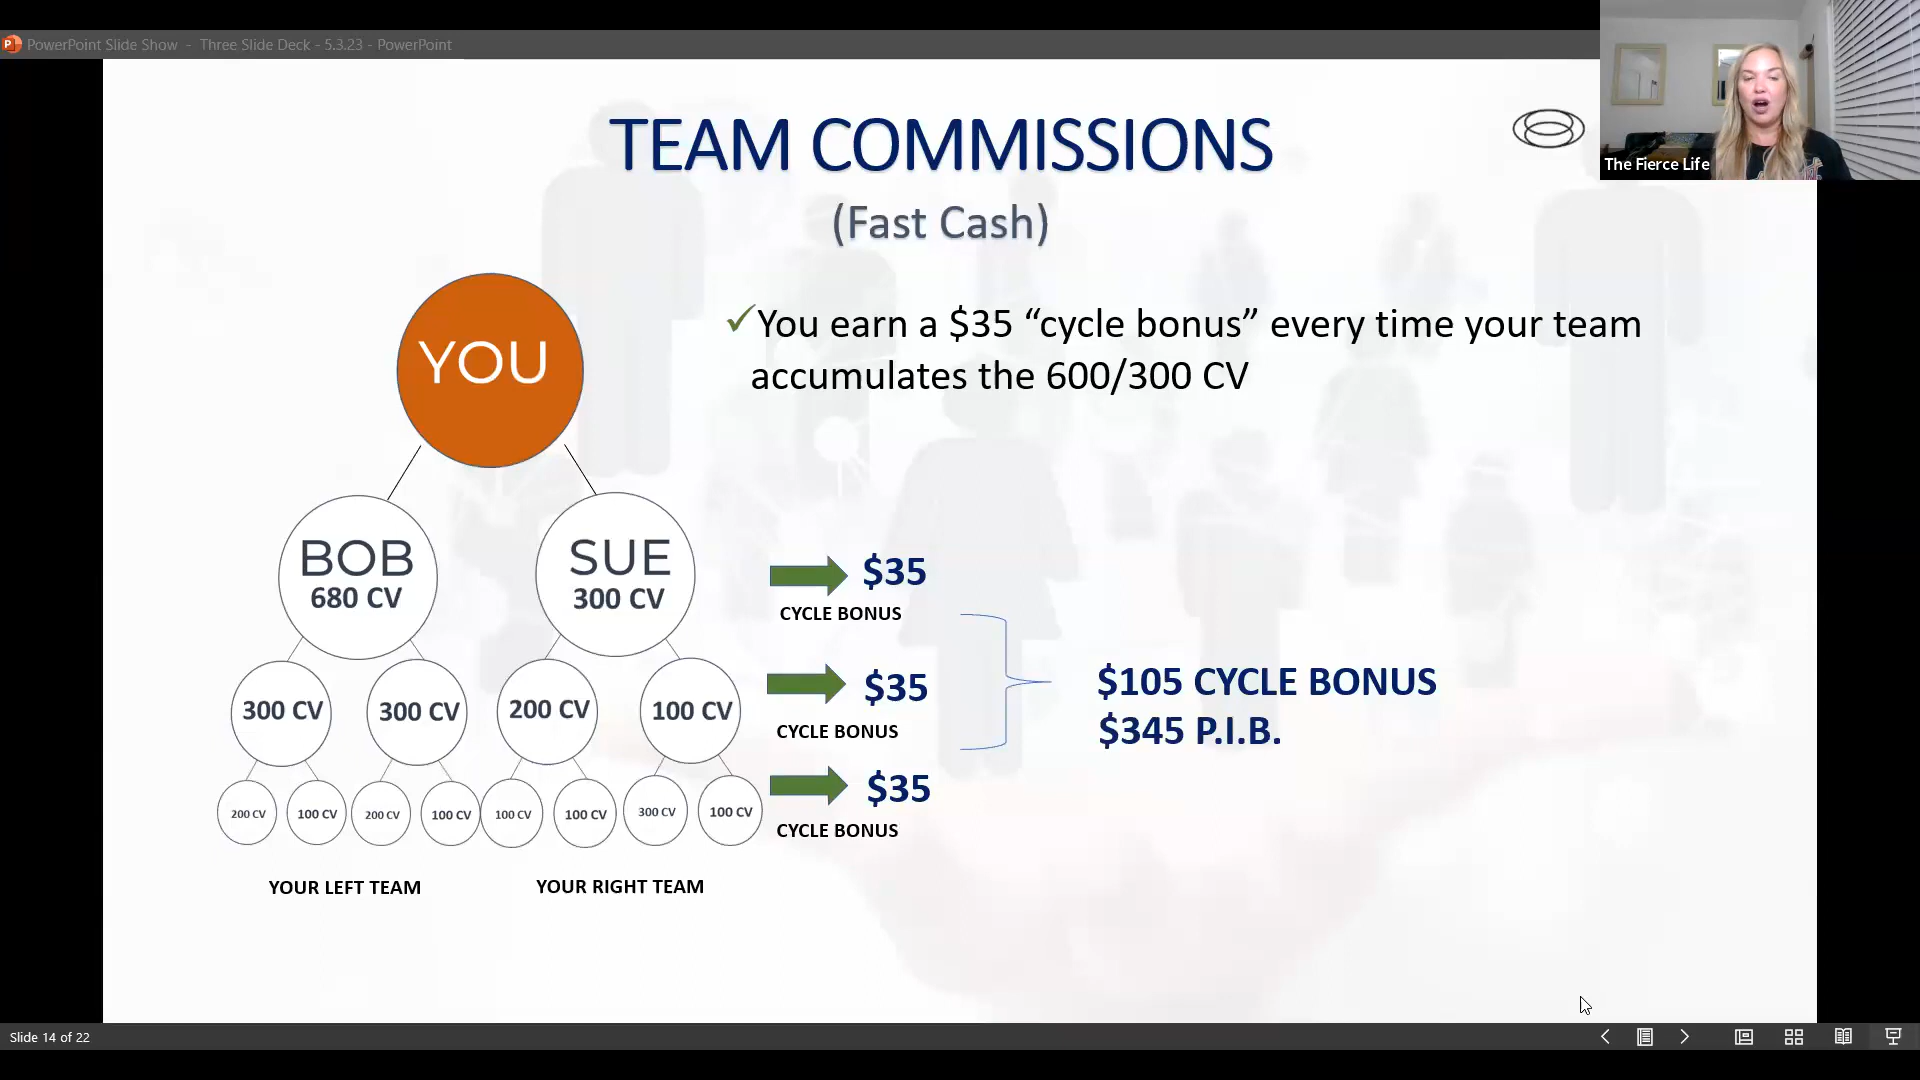 PowerPoint Slide Show - Three Slide Deck - 5.3.23 - PowerPoint
The Fierce Life
TEAM COMMISSIONS
(Fast Cash)
YOU
✓You earn a $35 “cycle bonus” every time your team
accumulates the 600/300 CV
BOB
680 CV
SUE
300 CV
$35
CYCLE BONUS
300 CV
300 CV
200 CV
100 CV
$35
CYCLE BONUS
$105 CYCLE BONUS
$345 P.I.B.
200 CV
100 CV
200 CV
100 CV
100 CV
100 CV
300 CV
100 CV
$35
CYCLE BONUS
YOUR LEFT TEAM
YOUR RIGHT TEAM
Slide 14 of 22